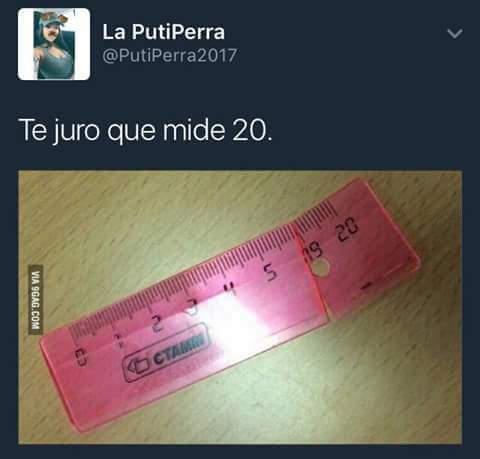 La PutiPerra
@PutiPerra2017
Te juro que mide 20.
VIA 9GAG.COM
0 1 2 3 4 5 19 20
СТАММ